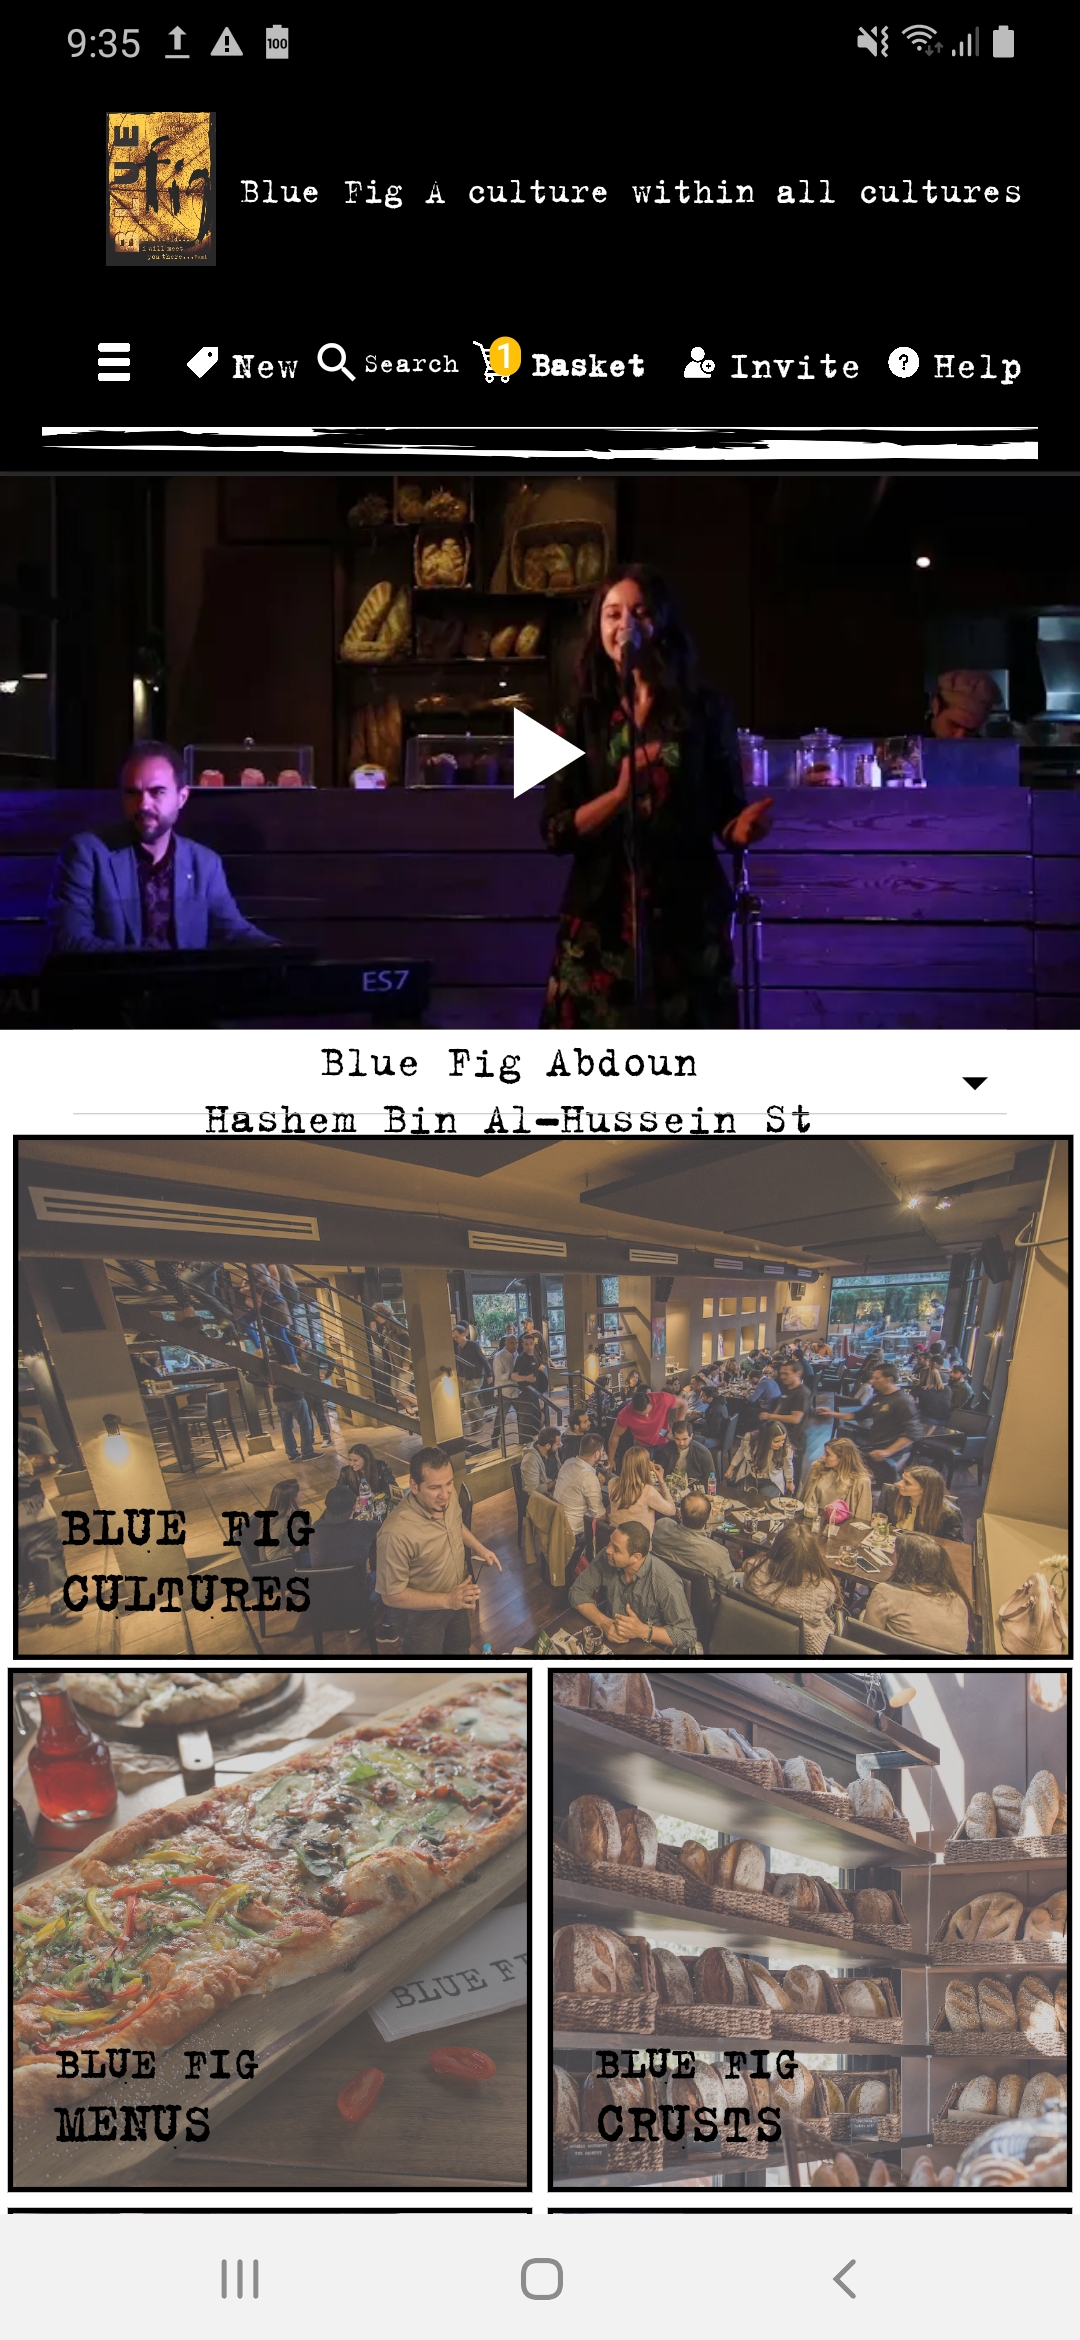 9:35
100
BLUE
fig
i will meet
you there...
Blue Fig A culture within all cultures
New Search 1 Basket Invite Help
ES7
Blue Fig Abdoun
Hashem Bin Al-Hussein St
BLUE FIG
CULTURES
BLUE FI
BLUE FIG
MENUS
BLUE FIG
CRUSTS